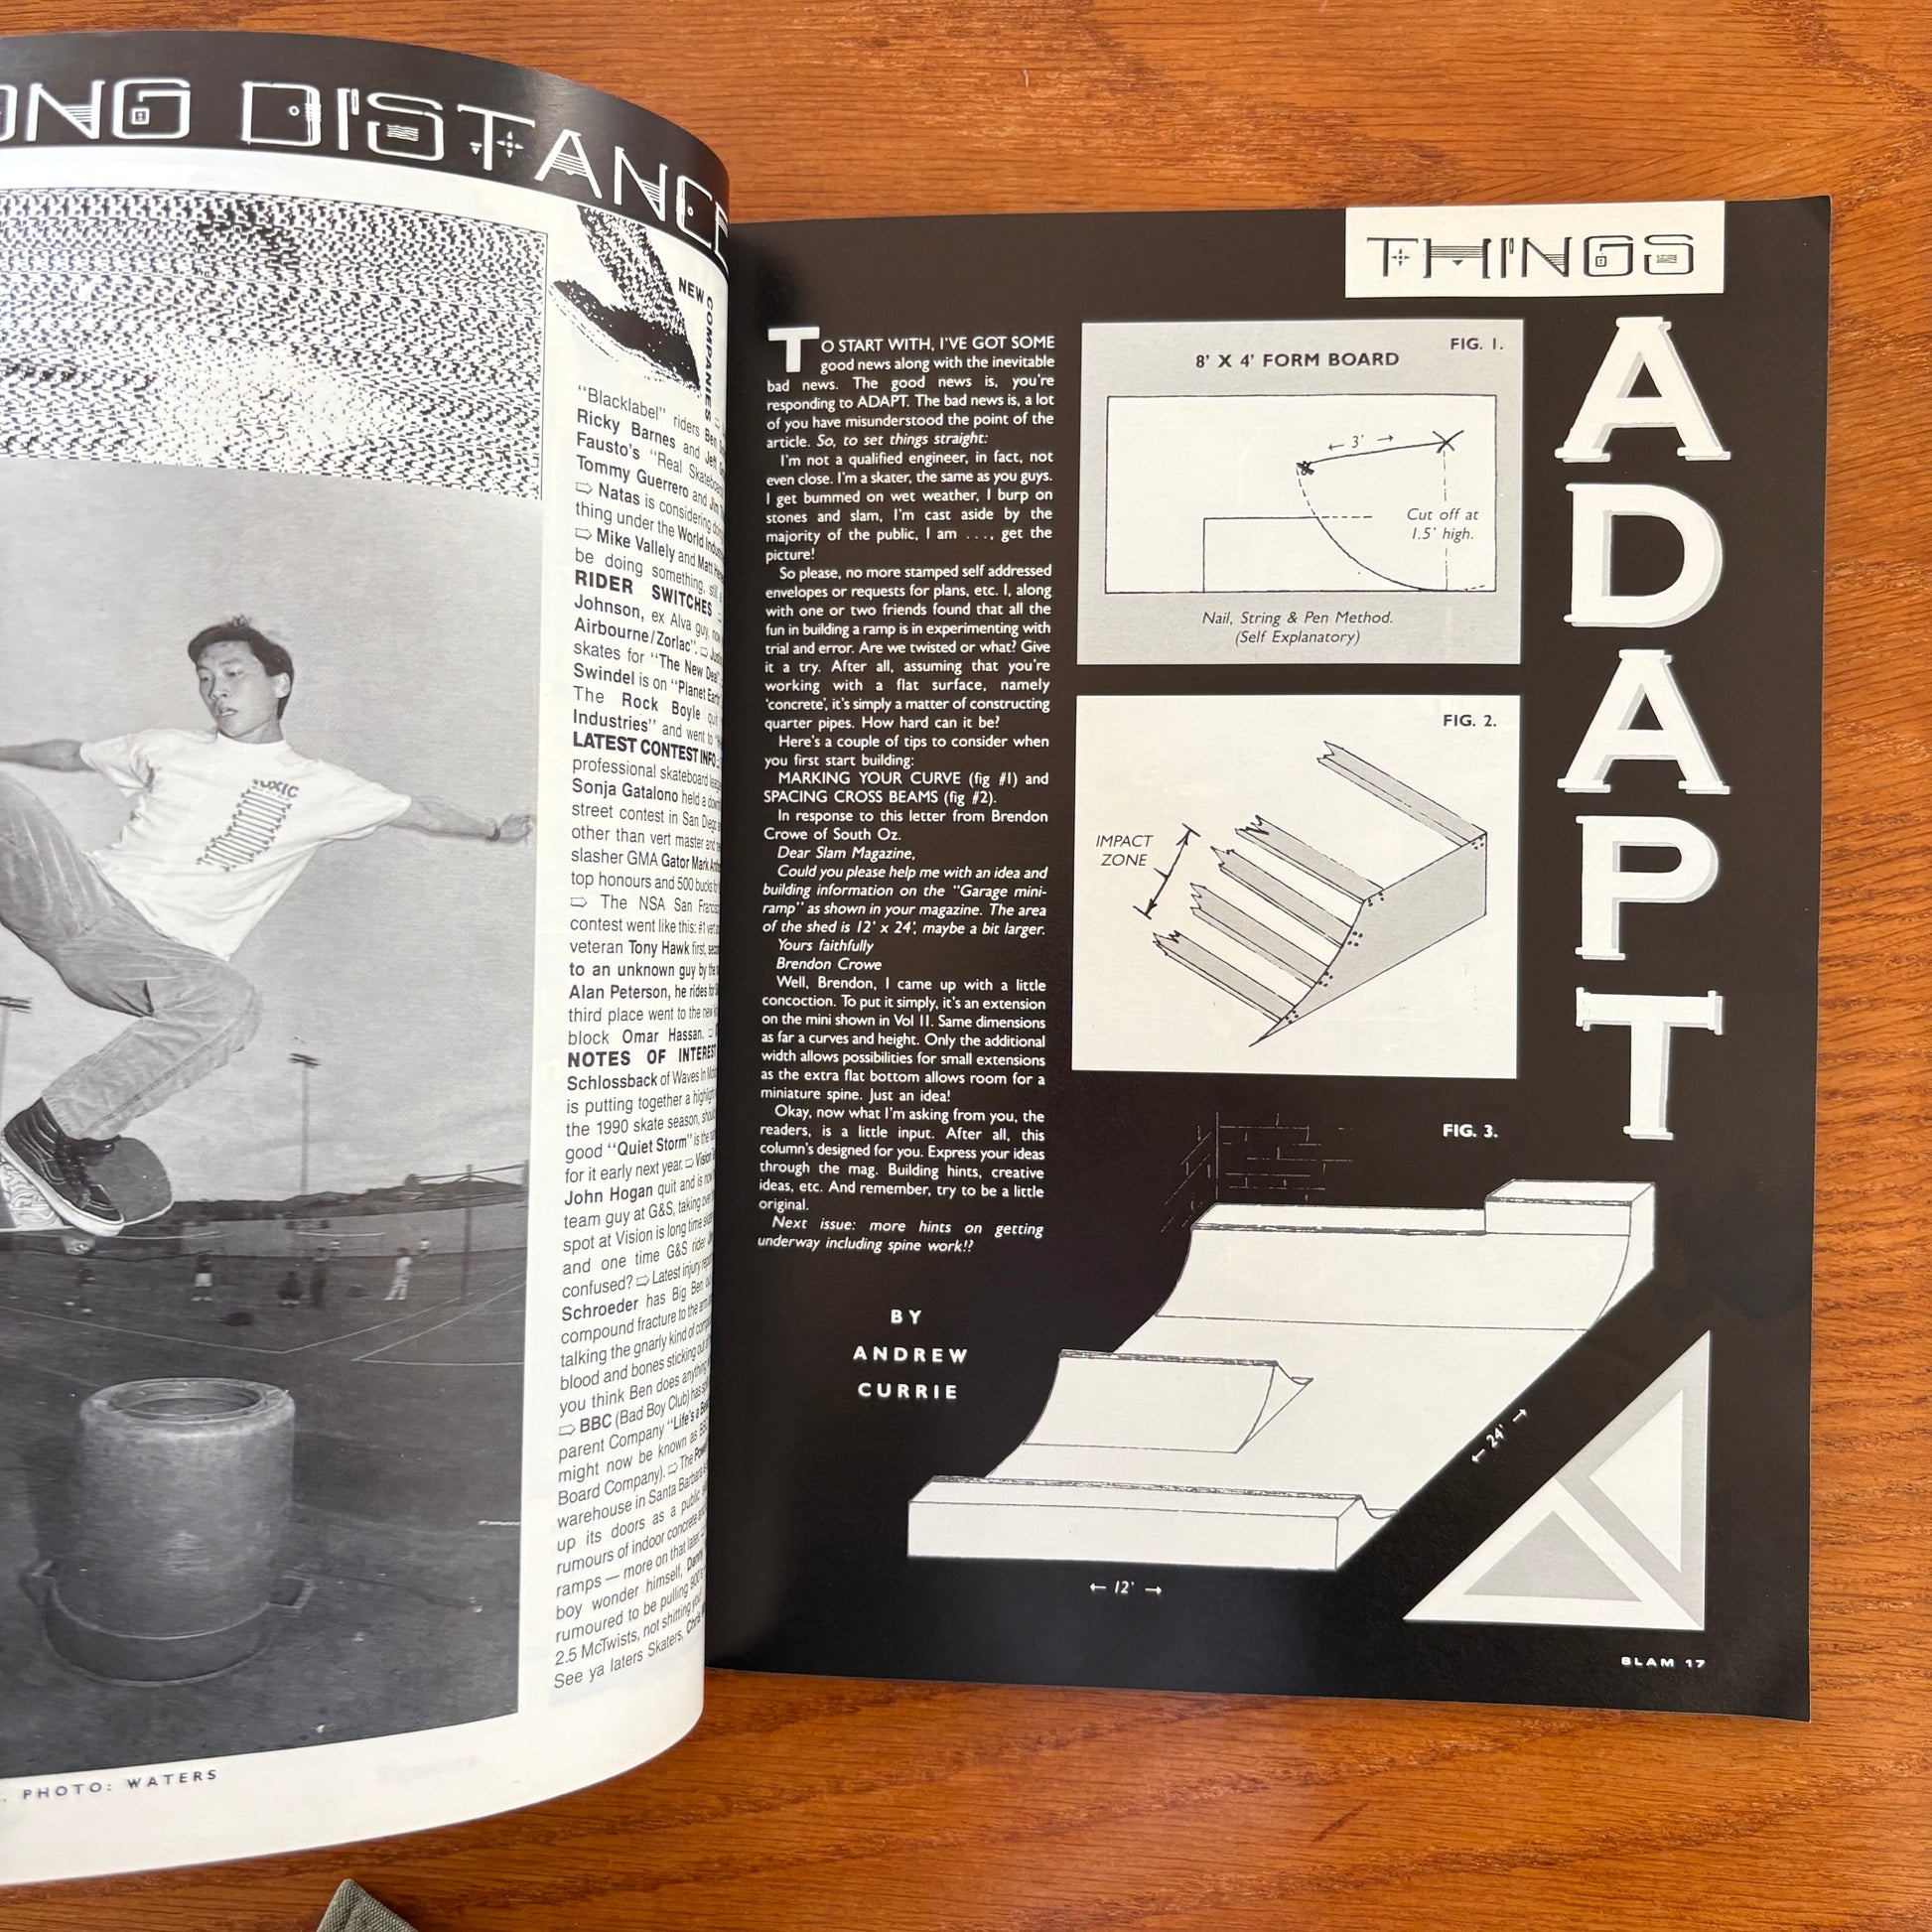 ONG DISTANCE
NEW COMPANIES
"Blacklabel" riders Ben
Ricky Barnes and Jeff
Fausto's "Real Skateboards
Tommy Guerrero and Jim
⇨ Natas is considering doing
thing under the World Indus
⇨ Mike Vallely and Matt
be doing something, still
RIDER SWITCHES
Johnson, ex Alva guy, now
Airbourne/Zorlac". ⇨
skates for "The New Deal"
Swindel is on "Planet Earth
The Rock Boyle quit
Industries" and went to
LATEST CONTEST INFO:
professional skateboard
Sonja Gatalono held a down
street contest in San Diego
other than vert master and
slasher GMA Gator Mark
top honours and 500 bucks
⇨ The NSA San Francis
contest went like this: #1 vert
veteran Tony Hawk first,
to an unknown guy by the
Alan Peterson, he rides for
third place went to the new
block Omar Hassan. ⇨
NOTES OF INTEREST
Schlossback of Waves In
is putting together a highlight
the 1990 skate season,
good "Quiet Storm" is the
for it early next year. ⇨ Vision
John Hogan quit and is now
team guy at G&S, taking over
spot at Vision is long time
and one time G&S rider
confused? ⇨ Latest injury
Schroeder has Big Ben
compound fracture to the
talking the gnarly kind of
blood and bones sticking out
you think Ben does anything
⇨ BBC (Bad Boy Club) has
parent Company "Life's a
might now be known as
Board Company). ⇨ The
warehouse in Santa Barbara
up its doors as a public
rumours of indoor concrete
ramps — more on that later.
boy wonder himself, Danny
rumoured to be pulling 900's
2.5 McTwists, not shitting you
See ya laters Skaters, Chris
TOXIC
. PHOTO: WATERS
THINGS
ADAPT
TO START WITH, I'VE GOT SOME
good news along with the inevitable
bad news. The good news is, you're
responding to ADAPT. The bad news is, a lot
of you have misunderstood the point of the
article. So, to set things straight:
I'm not a qualified engineer, in fact, not
even close. I'm a skater, the same as you guys.
I get bummed on wet weather, I burp on
stones and slam, I'm cast aside by the
majority of the public, I am . . ., get the
picture!
So please, no more stamped self addressed
envelopes or requests for plans, etc. I, along
with one or two friends found that all the
fun in building a ramp is in experimenting with
trial and error. Are we twisted or what? Give
it a try. After all, assuming that you're
working with a flat surface, namely
'concrete', it's simply a matter of constructing
quarter pipes. How hard can it be?
Here's a couple of tips to consider when
you first start building:
MARKING YOUR CURVE (fig #1) and
SPACING CROSS BEAMS (fig #2).
In response to this letter from Brendon
Crowe of South Oz.
Dear Slam Magazine,
Could you please help me with an idea and
building information on the "Garage mini-
ramp" as shown in your magazine. The area
of the shed is 12' x 24', maybe a bit larger.
Yours faithfully
Brendon Crowe
Well, Brendon, I came up with a little
concoction. To put it simply, it's an extension
on the mini shown in Vol II. Same dimensions
as far a curves and height. Only the additional
width allows possibilities for small extensions
as the extra flat bottom allows room for a
miniature spine. Just an idea!
Okay, now what I'm asking from you, the
readers, is a little input. After all, this
column's designed for you. Express your ideas
through the mag. Building hints, creative
ideas, etc. And remember, try to be a little
original.
Next issue: more hints on getting
underway including spine work!?
BY
ANDREW
CURRIE
FIG. 1.
8' X 4' FORM BOARD
← 3' →
Cut off at
1.5' high.
Nail, String & Pen Method.
(Self Explanatory)
FIG. 2.
IMPACT
ZONE
FIG. 3.
← 24' →
← 12' →
SLAM 17